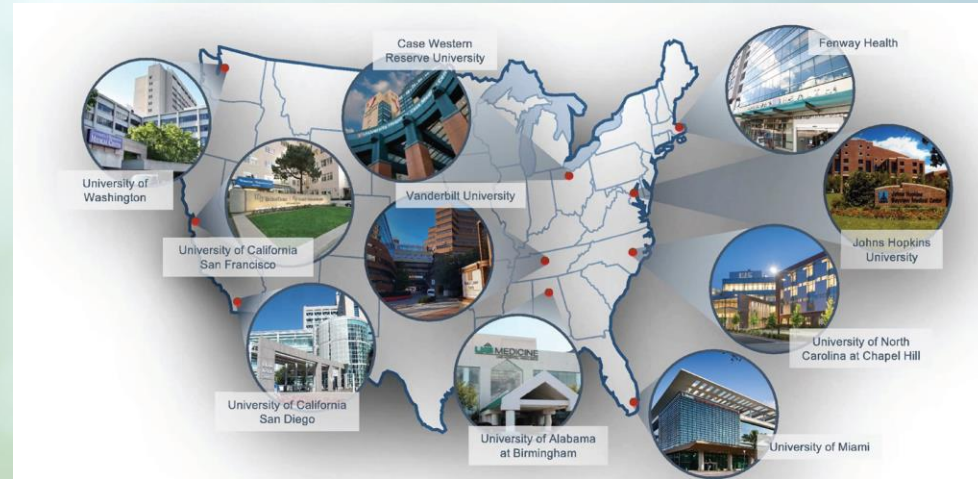 Case Western
Reserve University
Fenway Health
University of
Washington
Vanderbilt University
University of California
San Francisco
Johns Hopkins
University
University of California
San Diego
MEDICINE
University of Alabama
at Birmingham
University of North
Carolina at Chapel Hill
University of Miami